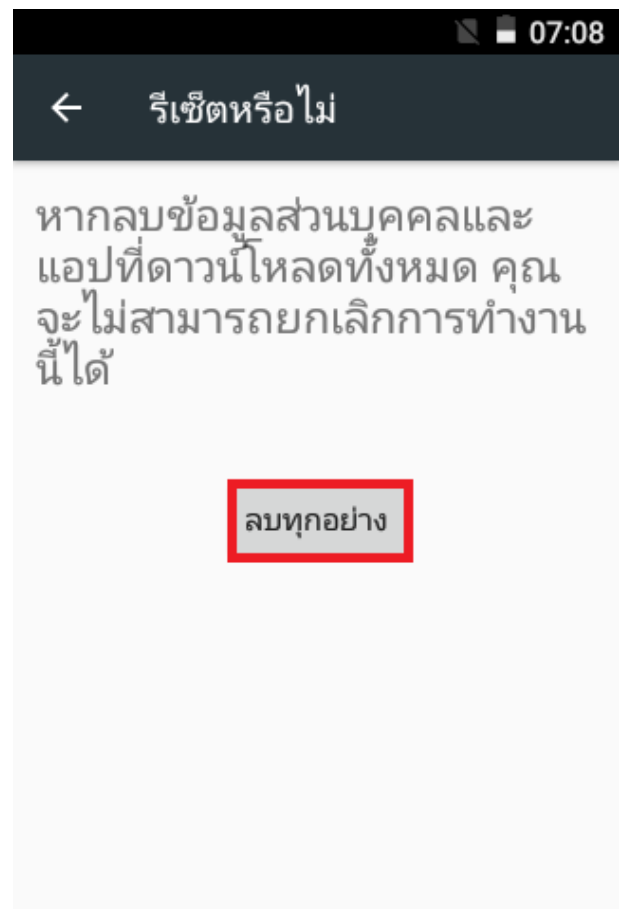 07:08
รีเซ็ตหรือไม่
หากลบข้อมูลส่วนบุคคลและ
แอปที่ดาวน์โหลดทั้งหมด คุณ
จะไม่สามารถยกเลิกการทำงาน
นี้ได้
ลบทุกอย่าง